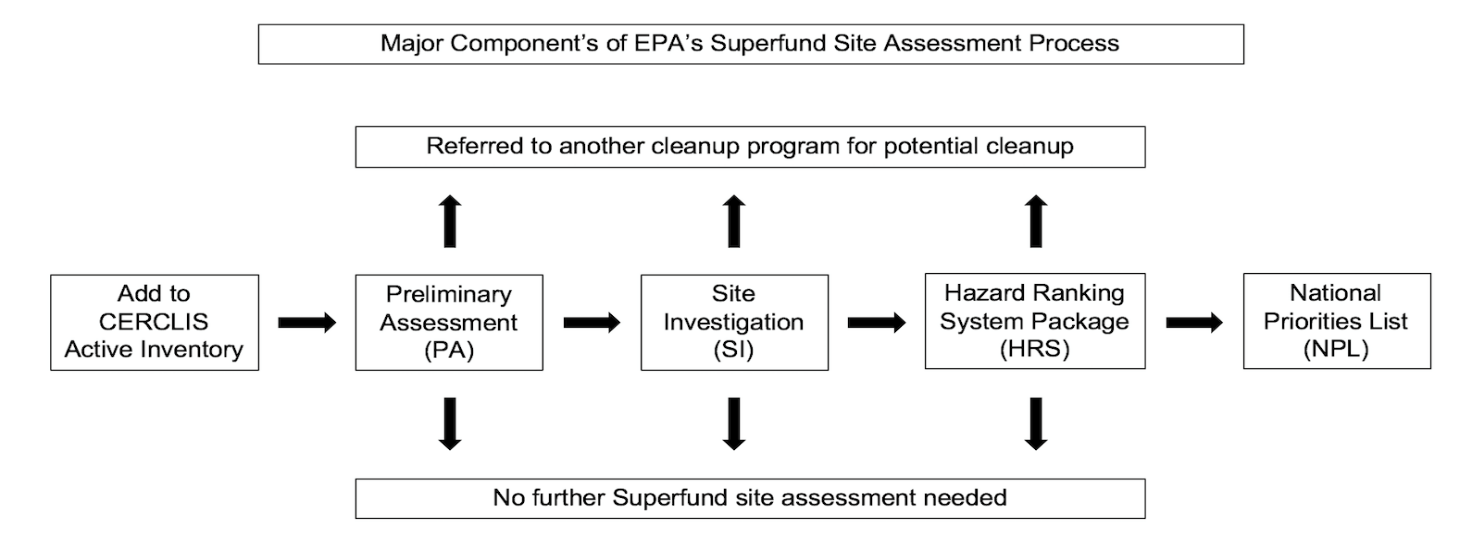 Major Component's of EPA's Superfund Site Assessment Process
Referred to another cleanup program for potential cleanup
Add to
CERCLIS
Active Inventory
Preliminary
Assessment
(PA)
Site
Investigation
(SI)
Hazard Ranking
System Package
(HRS)
National
Priorities List
(NPL)
No further Superfund site assessment needed